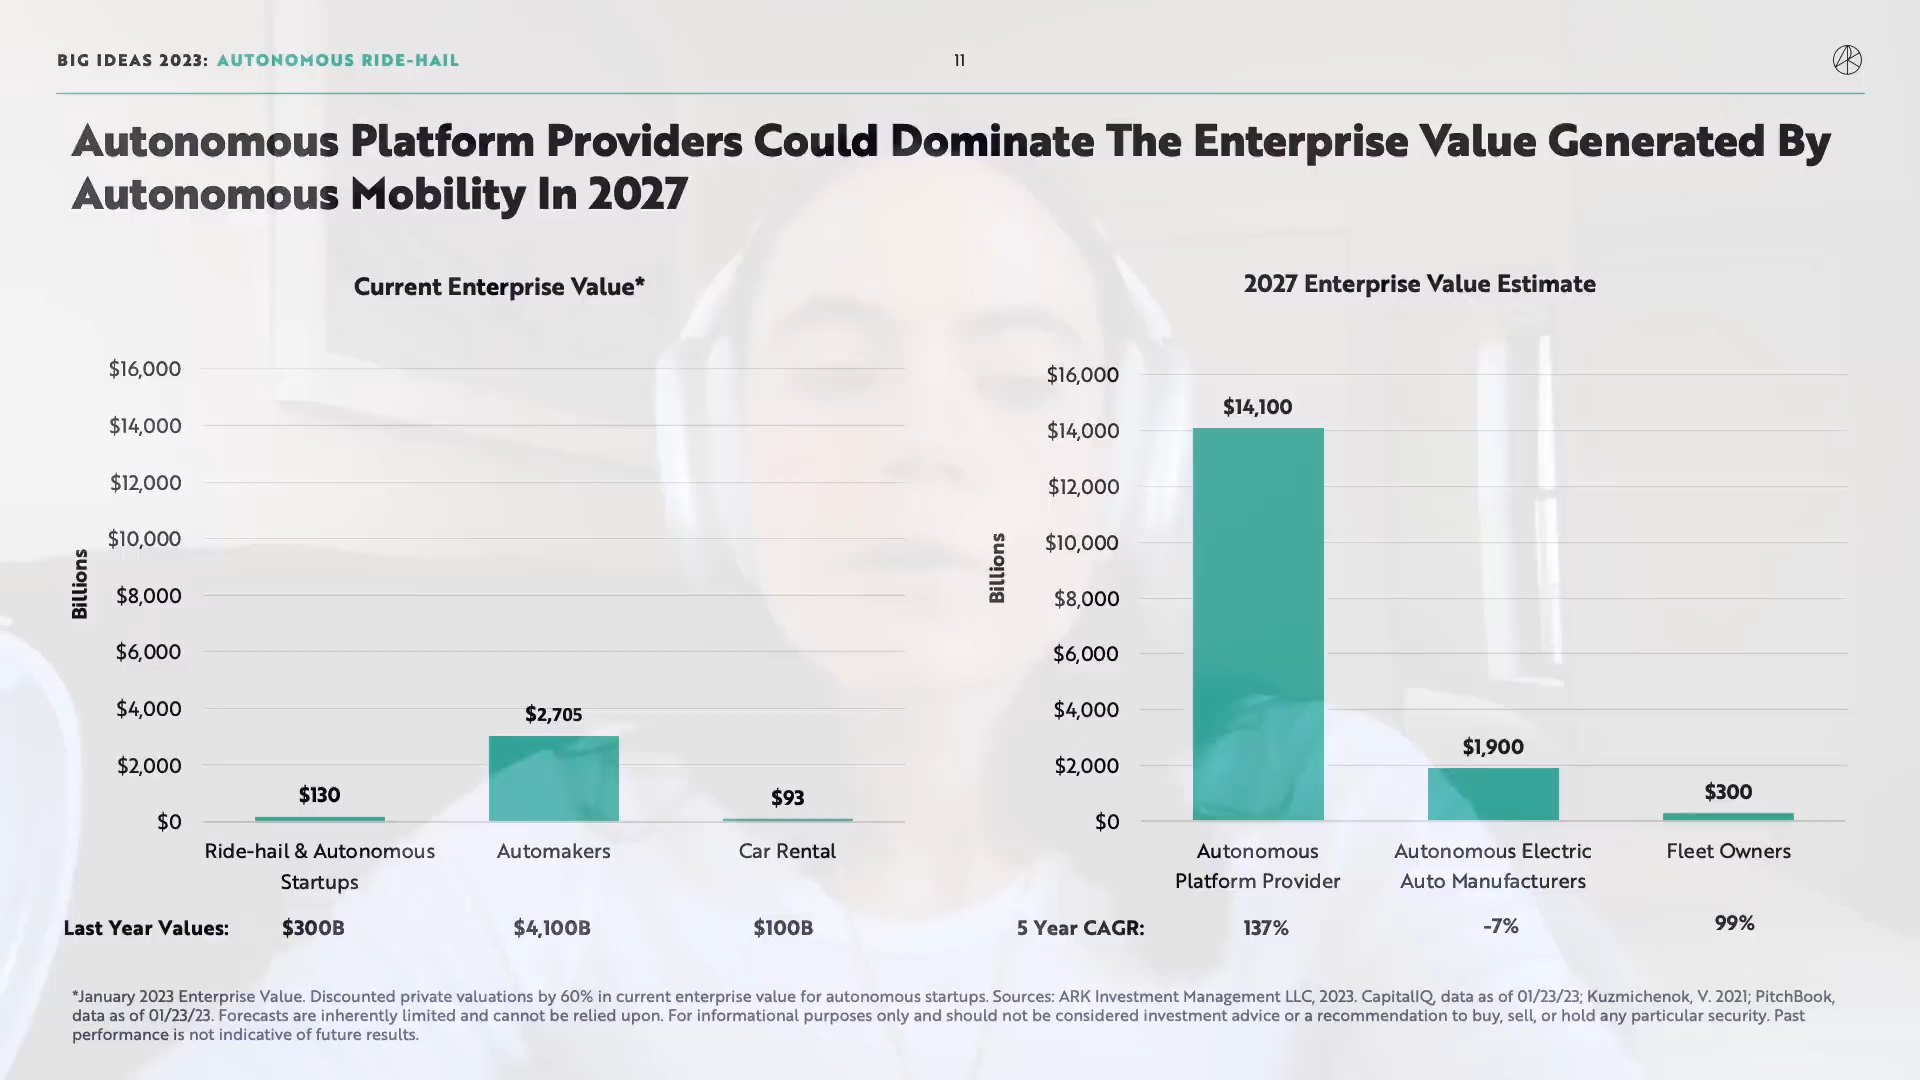 BIG IDEAS 2023: AUTONOMOUS RIDE-HAIL
11
Autonomous Platform Providers Could Dominate The Enterprise Value Generated By
Autonomous Mobility In 2027
Current Enterprise Value*
Billions
$16,000
$14,000
$12,000
$10,000
$8,000
$6,000
$4,000
$2,000
$0
$130
$2,705
$93
Ride-hail & Autonomous
Startups
Automakers
Car Rental
Last Year Values: $300B $4,100B $100B
2027 Enterprise Value Estimate
Billions
$16,000
$14,000
$12,000
$10,000
$8,000
$6,000
$4,000
$2,000
$0
$14,100
$1,900
$300
Autonomous
Platform Provider
Autonomous Electric
Auto Manufacturers
Fleet Owners
5 Year CAGR: 137% -7% 99%
*January 2023 Enterprise Value. Discounted private valuations by 60% in current enterprise value for autonomous startups. Sources: ARK Investment Management LLC, 2023. CapitalIQ, data as of 01/23/23; Kuzmichenok, V. 2021; PitchBook,
data as of 01/23/23. Forecasts are inherently limited and cannot be relied upon. For informational purposes only and should not be considered investment advice or a recommendation to buy, sell, or hold any particular security. Past
performance is not indicative of future results.